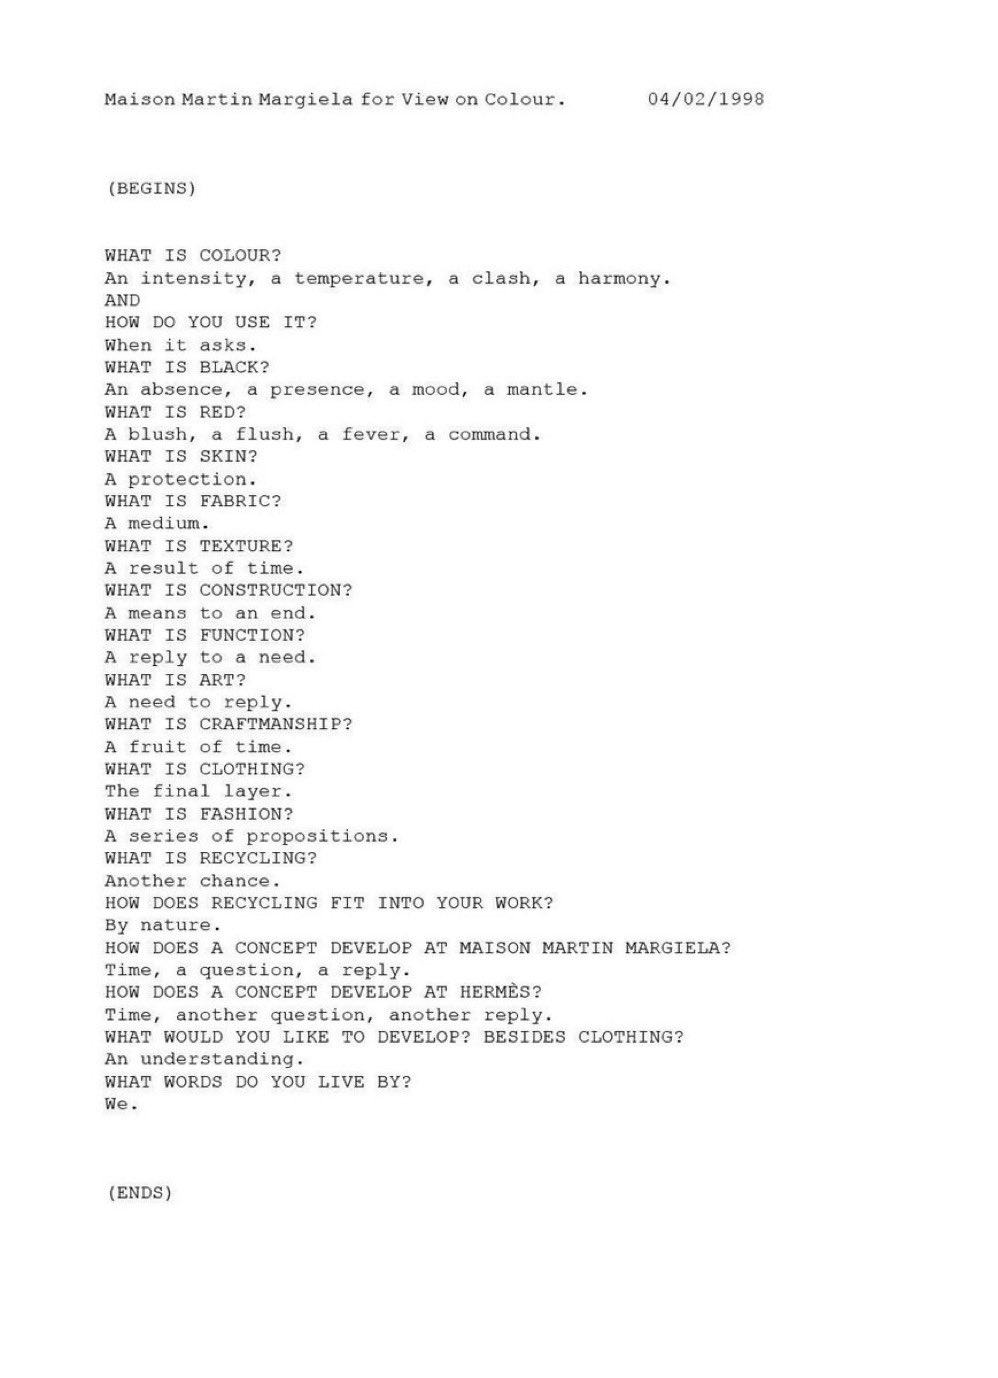 Maison Martin Margiela for View on Colour. 04/02/1998
(BEGINS)
WHAT IS COLOUR?
An intensity, a temperature, a clash, a harmony.
AND
HOW DO YOU USE IT?
When it asks.
WHAT IS BLACK?
An absence, a presence, a mood, a mantle.
WHAT IS RED?
A blush, a flush, a fever, a command.
WHAT IS SKIN?
A protection.
WHAT IS FABRIC?
A medium.
WHAT IS TEXTURE?
A result of time.
WHAT IS CONSTRUCTION?
A means to an end.
WHAT IS FUNCTION?
A reply to a need.
WHAT IS ART?
A need to reply.
WHAT IS CRAFTMANSHIP?
A fruit of time.
WHAT IS CLOTHING?
The final layer.
WHAT IS FASHION?
A series of propositions.
WHAT IS RECYCLING?
Another chance.
HOW DOES RECYCLING FIT INTO YOUR WORK?
By nature.
HOW DOES A CONCEPT DEVELOP AT MAISON MARTIN MARGIELA?
Time, a question, a reply.
HOW DOES A CONCEPT DEVELOP AT HERMÈS?
Time, another question, another reply.
WHAT WOULD YOU LIKE TO DEVELOP? BESIDES CLOTHING?
An understanding.
WHAT WORDS DO YOU LIVE BY?
We.
(ENDS)